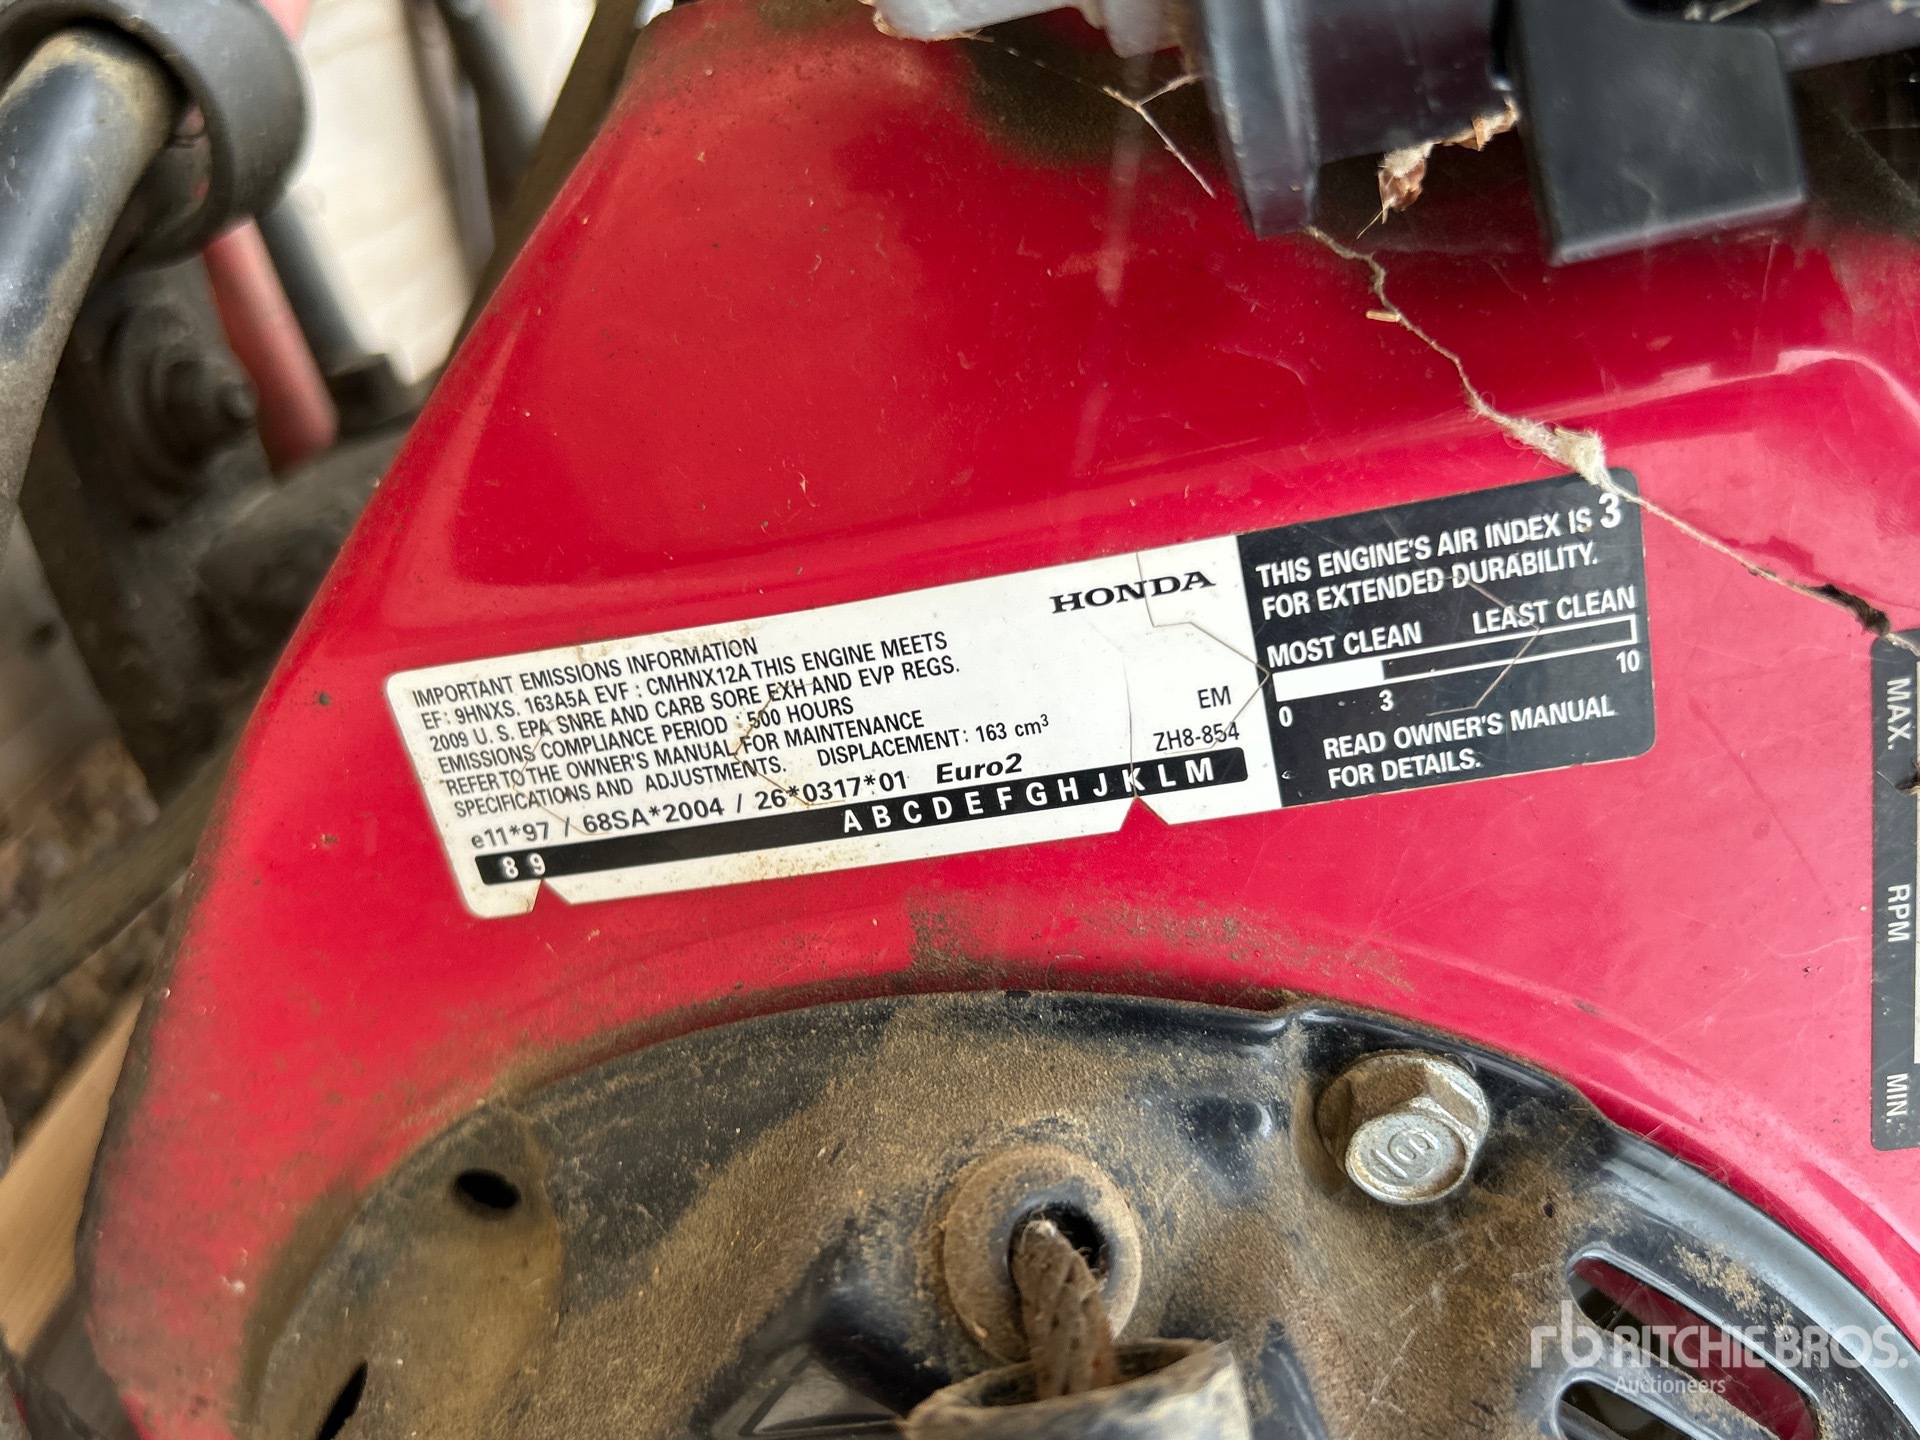 HONDA
IMPORTANT EMISSIONS INFORMATION
EF : 9HNXS. 163A5A EVF : CMHNX12A THIS ENGINE MEETS
2009 U. S. EPA SNRE AND CARB SORE EXH AND EVP REGS.
EMISSIONS COMPLIANCE PERIOD : 500 HOURS
REFER TO THE OWNER'S MANUAL FOR MAINTENANCE
SPECIFICATIONS AND ADJUSTMENTS. DISPLACEMENT: 163 cm³
EM
ZH8-854
e11*97 / 68SA*2004 / 26*0317*01 Euro2
8 9 A B C D E F G H J K L M
THIS ENGINE'S AIR INDEX IS 3
FOR EXTENDED DURABILITY.
MOST CLEAN LEAST CLEAN
0 3 10
READ OWNER'S MANUAL
FOR DETAILS.
MAX.
RPM
MIN.
rb RITCHIE BROS.
Auctioneers